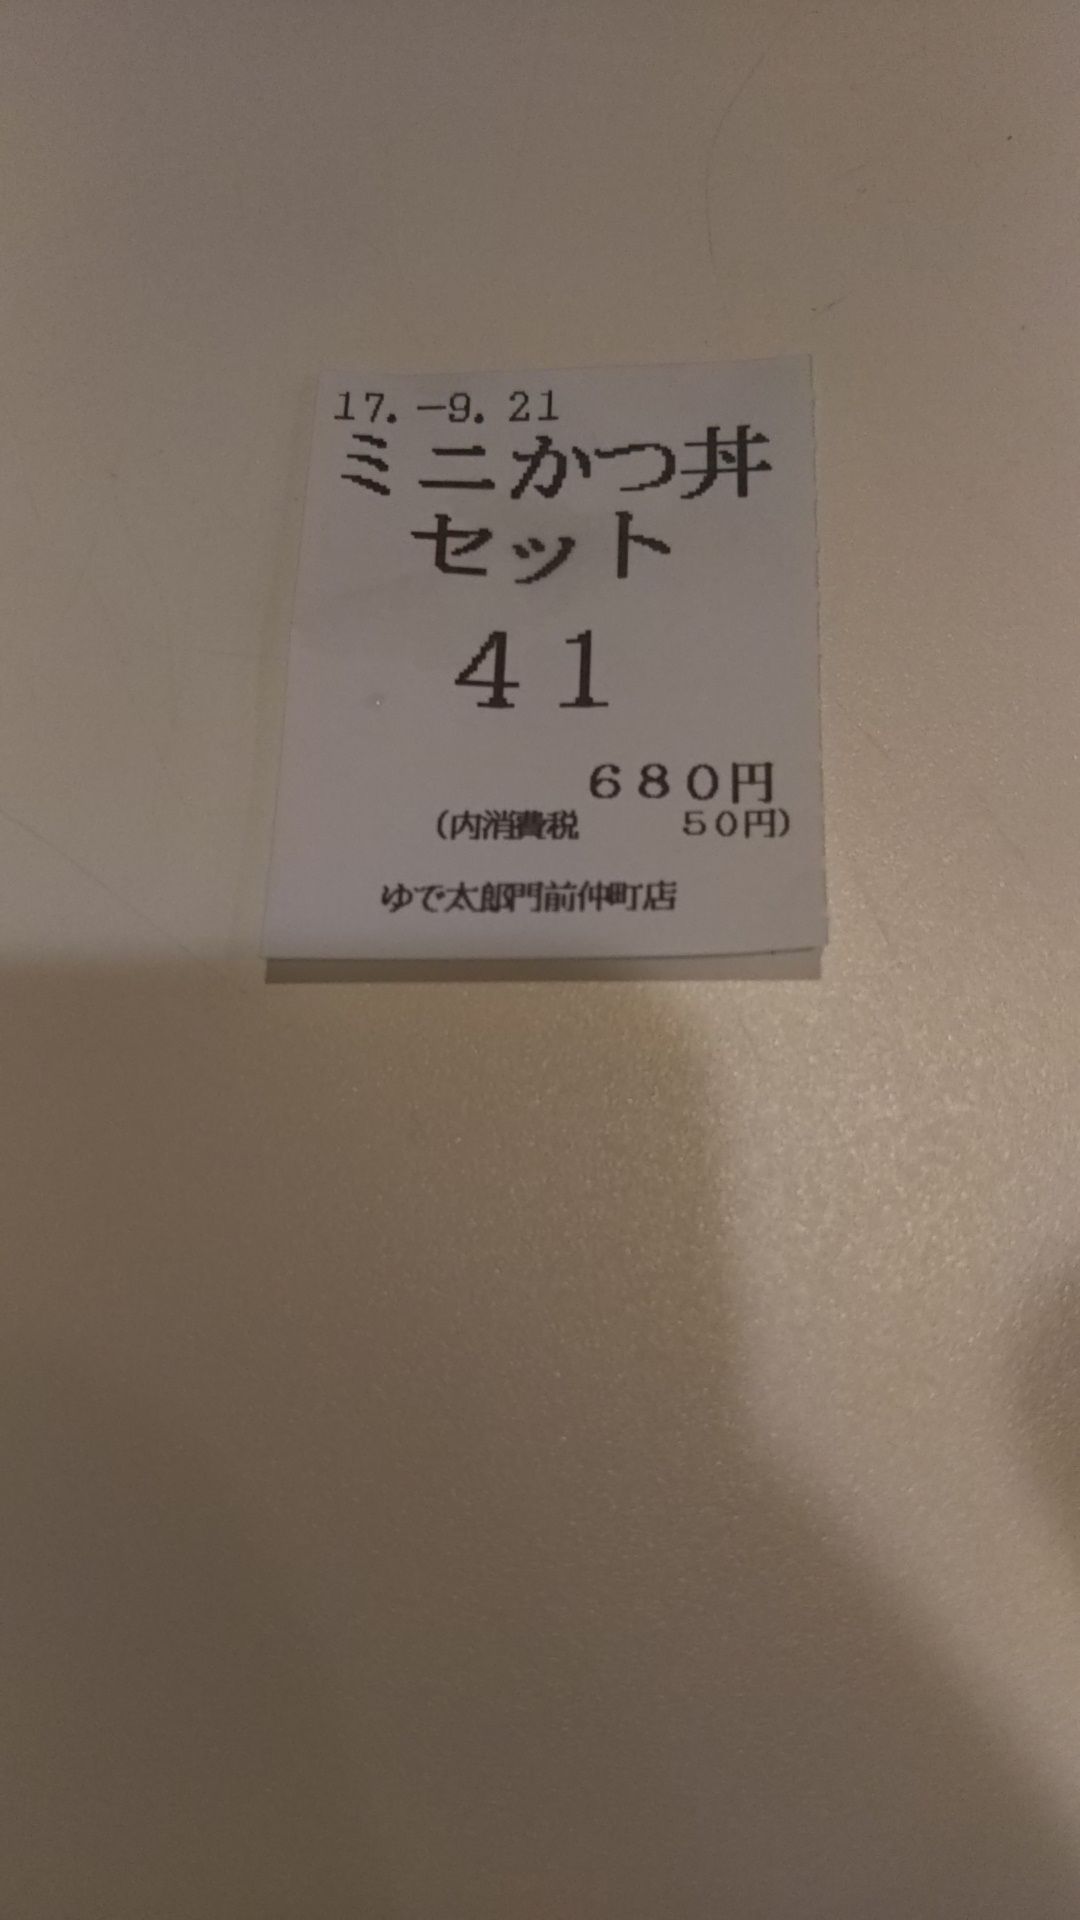 17.－9. 21
ミニかつ丼
セット
４１
６８０円
（内消費税　　　５０円）
ゆで太郎門前仲町店